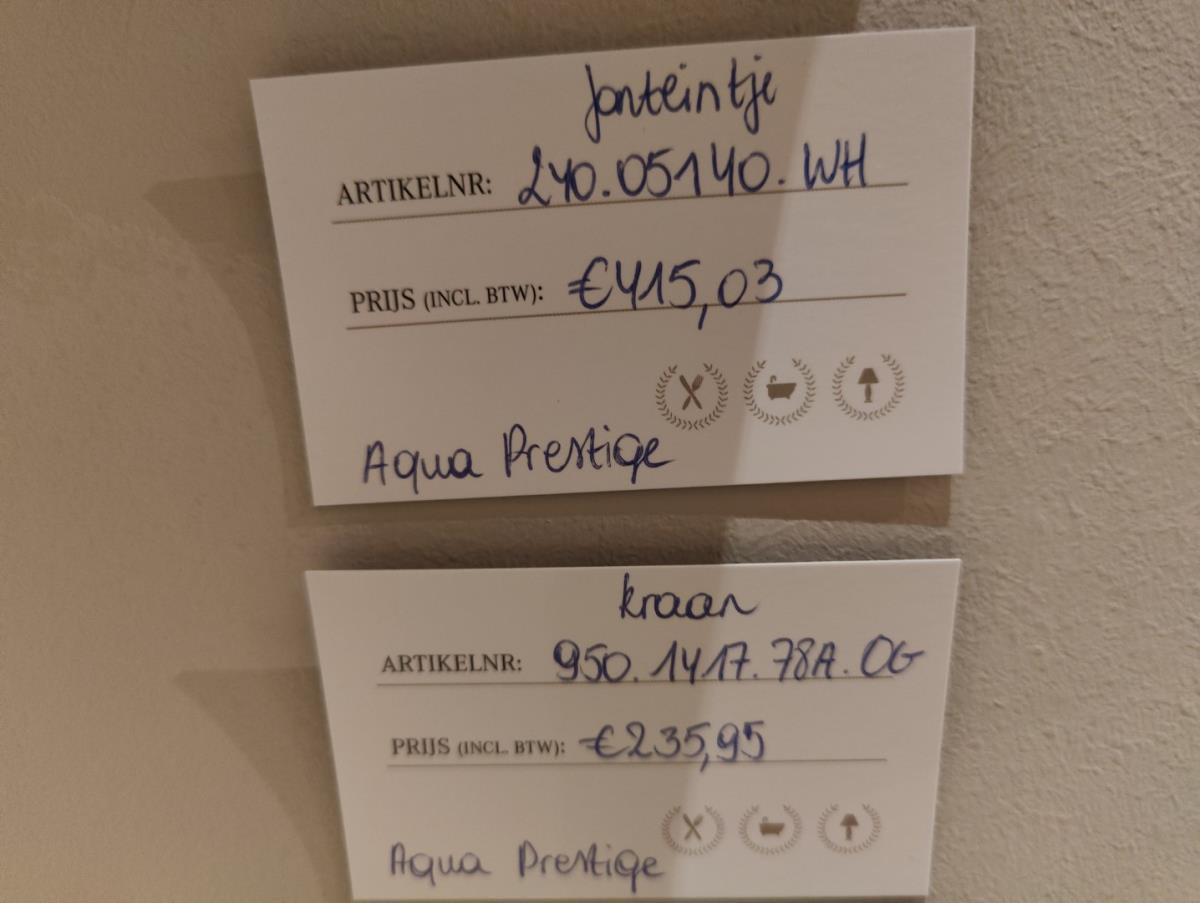 fonteintje
ARTIKELNR: 240.05140.WH
PRIJS (INCL. BTW): €415,03
Aqua Prestige
kraan
ARTIKELNR: 950.1417.78A.OG
PRIJS (INCL. BTW): €235,95
Aqua Prestige